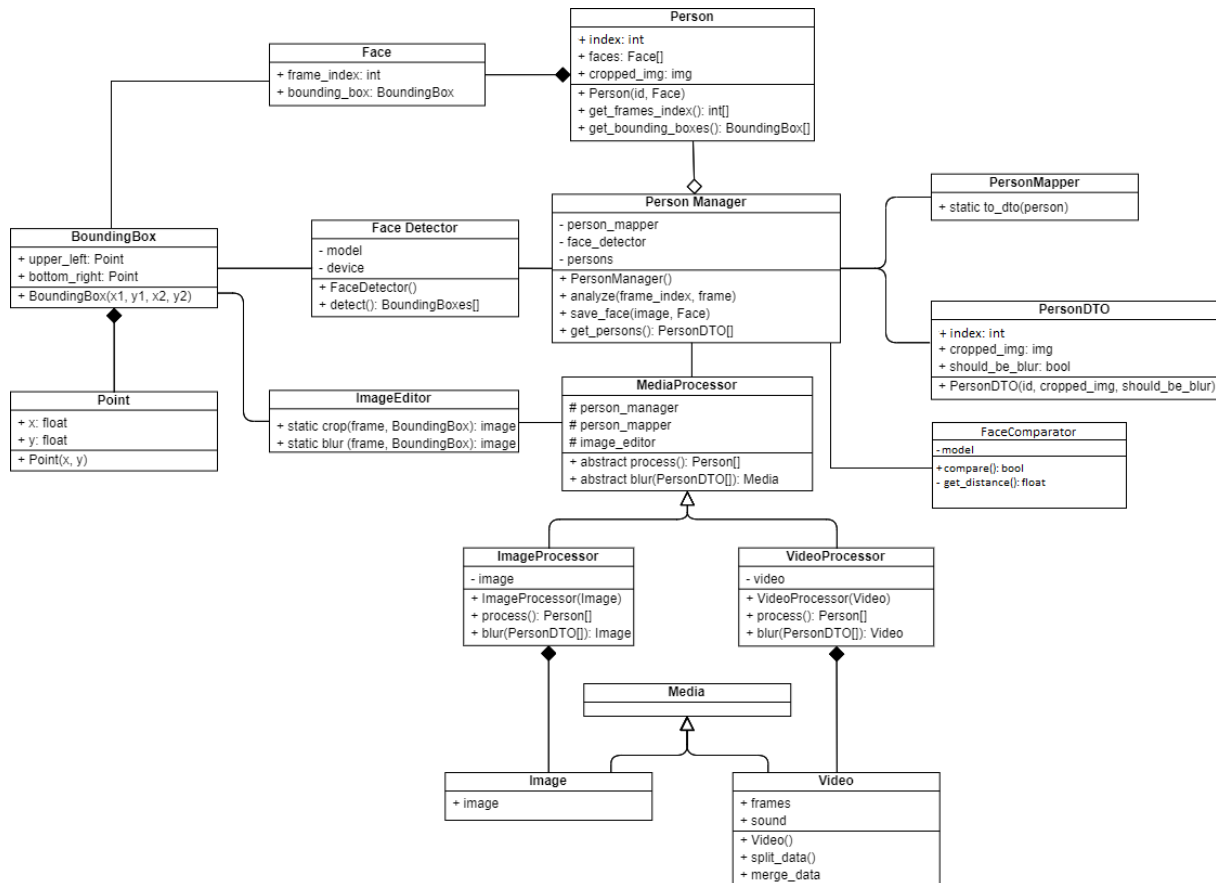 Person
+ index: int
+ faces: Face[]
+ cropped_img: img
+ Person(id, Face)
+ get_frames_index(): int[]
+ get_bounding_boxes(): BoundingBox[]
Face
+ frame_index: int
+ bounding_box: BoundingBox
PersonMapper
+ static to_dto(person)
Person Manager
- person_mapper
- face_detector
- persons
+ PersonManager()
+ analyze(frame_index, frame)
+ save_face(image, Face)
+ get_persons(): PersonDTO[]
Face Detector
- model
- device
+ FaceDetector()
+ detect(): BoundingBoxes[]
BoundingBox
+ upper_left: Point
+ bottom_right: Point
+ BoundingBox(x1, y1, x2, y2)
PersonDTO
+ index: int
+ cropped_img: img
+ should_be_blur: bool
+ PersonDTO(id, cropped_img, should_be_blur)
Point
+ x: float
+ y: float
+ Point(x, y)
ImageEditor
+ static crop(frame, BoundingBox): image
+ static blur (frame, BoundingBox): image
MediaProcessor
# person_manager
# person_mapper
# image_editor
+ abstract process(): Person[]
+ abstract blur(PersonDTO[]): Media
FaceComparator
- model
+ compare(): bool
- get_distance(): float
ImageProcessor
- image
+ ImageProcessor(Image)
+ process(): Person[]
+ blur(PersonDTO[]): Image
VideoProcessor
- video
+ VideoProcessor(Video)
+ process(): Person[]
+ blur(PersonDTO[]): Video
Media
Image
+ image
Video
+ frames
+ sound
+ Video()
+ split_data()
+ merge_data